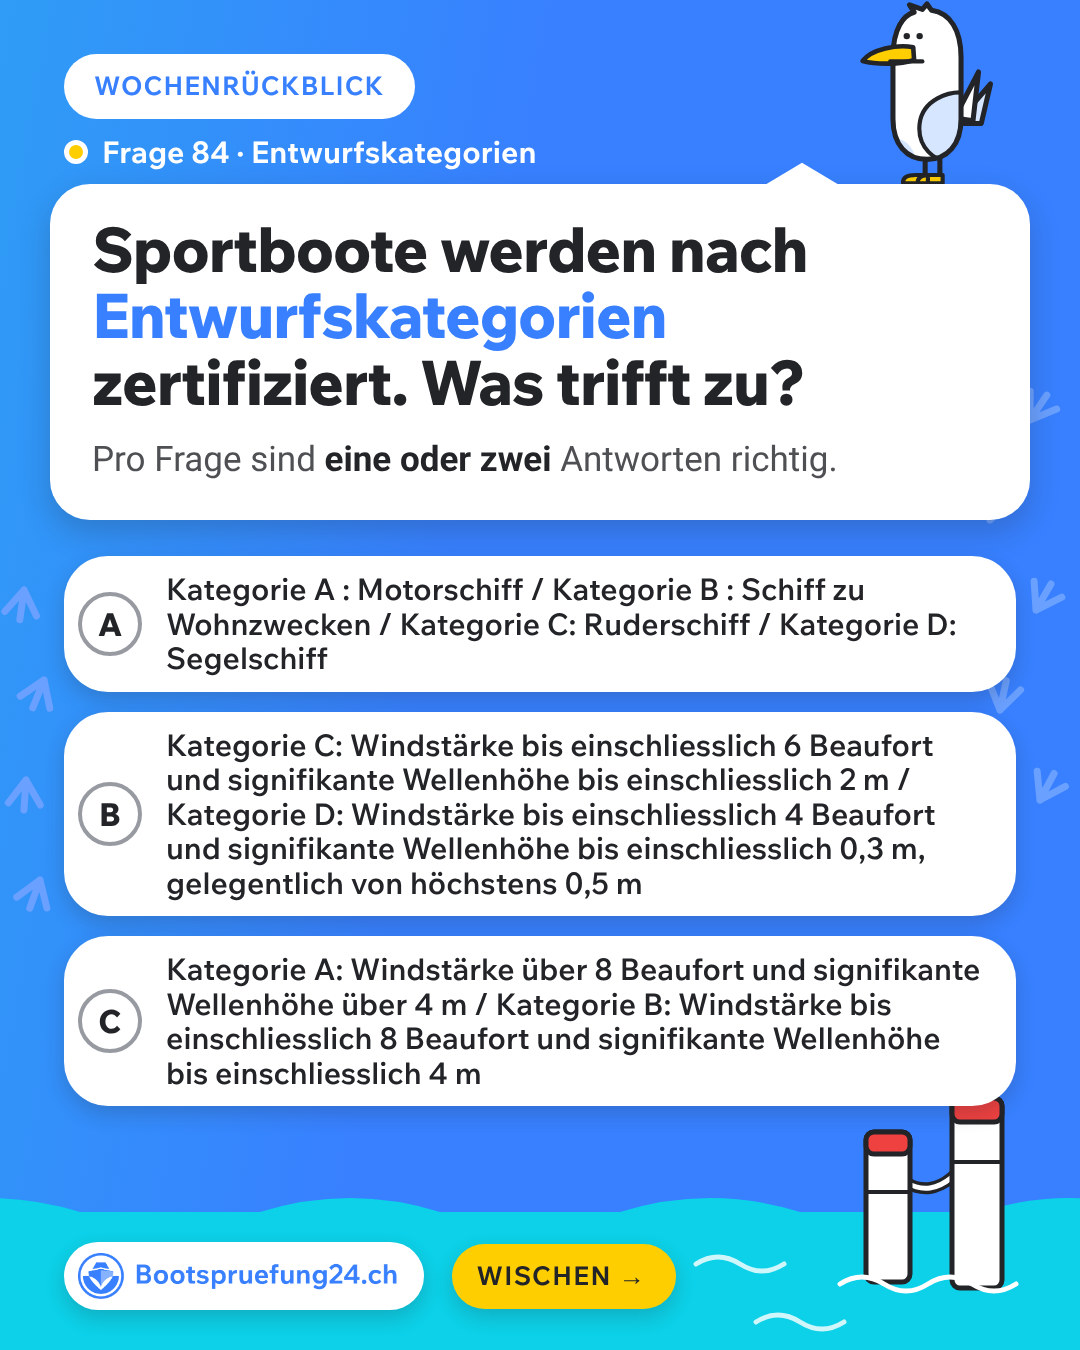 WOCHENRÜCKBLICK
Frage 84 · Entwurfskategorien
Sportboote werden nach
Entwurfskategorien
zertifiziert. Was trifft zu?
Pro Frage sind eine oder zwei Antworten richtig.
A
Kategorie A : Motorschiff / Kategorie B : Schiff zu
Wohnzwecken / Kategorie C: Ruderschiff / Kategorie D:
Segelschiff
B
Kategorie C: Windstärke bis einschliesslich 6 Beaufort
und signifikante Wellenhöhe bis einschliesslich 2 m /
Kategorie D: Windstärke bis einschliesslich 4 Beaufort
und signifikante Wellenhöhe bis einschliesslich 0,3 m,
gelegentlich von höchstens 0,5 m
C
Kategorie A: Windstärke über 8 Beaufort und signifikante
Wellenhöhe über 4 m / Kategorie B: Windstärke bis
einschliesslich 8 Beaufort und signifikante Wellenhöhe
bis einschliesslich 4 m
Bootspruefung24.ch
WISCHEN →